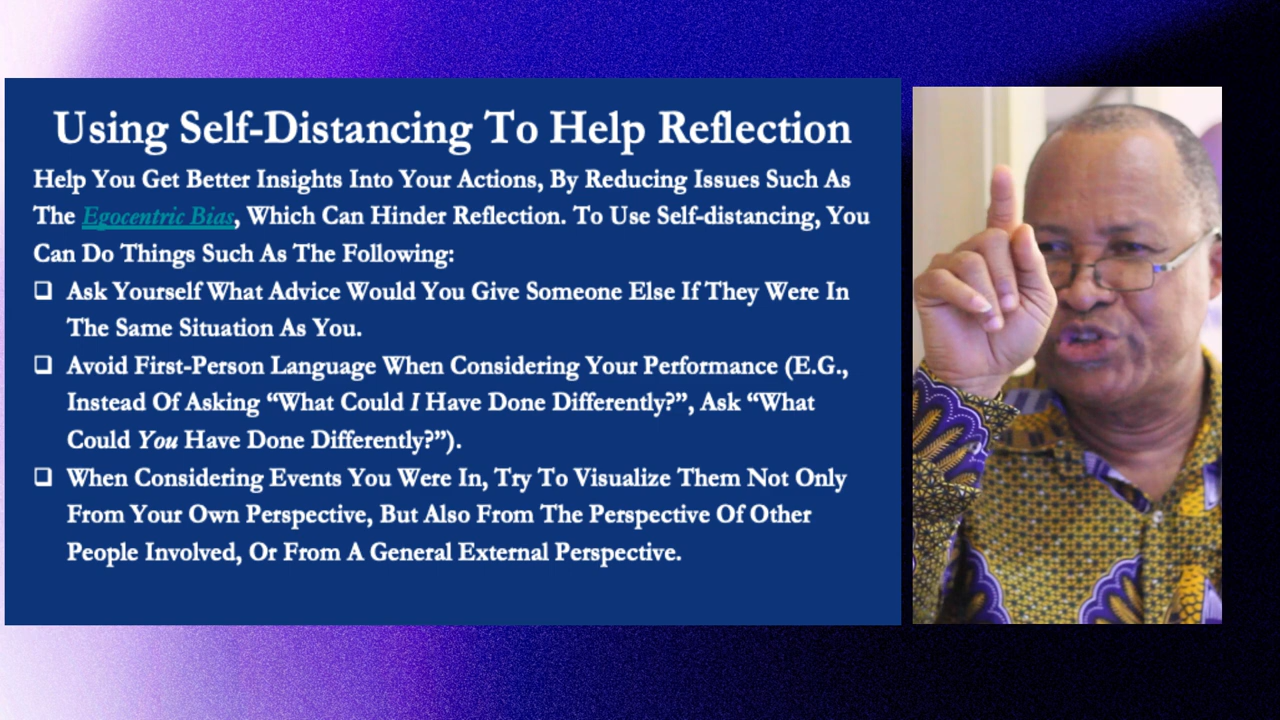 Using Self-Distancing To Help Reflection
Help You Get Better Insights Into Your Actions, By Reducing Issues Such As
The Egocentric Bias, Which Can Hinder Reflection. To Use Self-distancing, You
Can Do Things Such As The Following:
❑ Ask Yourself What Advice Would You Give Someone Else If They Were In
The Same Situation As You.
❑ Avoid First-Person Language When Considering Your Performance (E.G.,
Instead Of Asking “What Could I Have Done Differently?”, Ask “What
Could You Have Done Differently?”).
❑ When Considering Events You Were In, Try To Visualize Them Not Only
From Your Own Perspective, But Also From The Perspective Of Other
People Involved, Or From A General External Perspective.